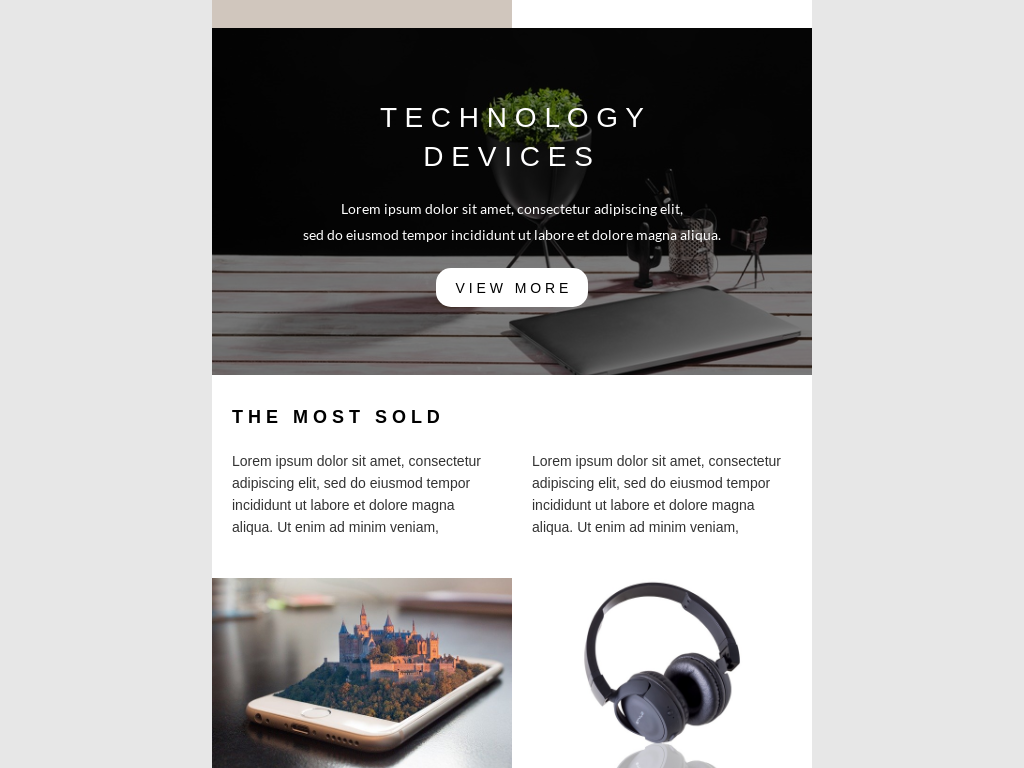 TECHNOLOGY
DEVICES
Lorem ipsum dolor sit amet, consectetur adipiscing elit,
sed do eiusmod tempor incididunt ut labore et dolore magna aliqua.
VIEW MORE
THE MOST SOLD
Lorem ipsum dolor sit amet, consectetur
adipiscing elit, sed do eiusmod tempor
incididunt ut labore et dolore magna
aliqua. Ut enim ad minim veniam,
Lorem ipsum dolor sit amet, consectetur
adipiscing elit, sed do eiusmod tempor
incididunt ut labore et dolore magna
aliqua. Ut enim ad minim veniam,